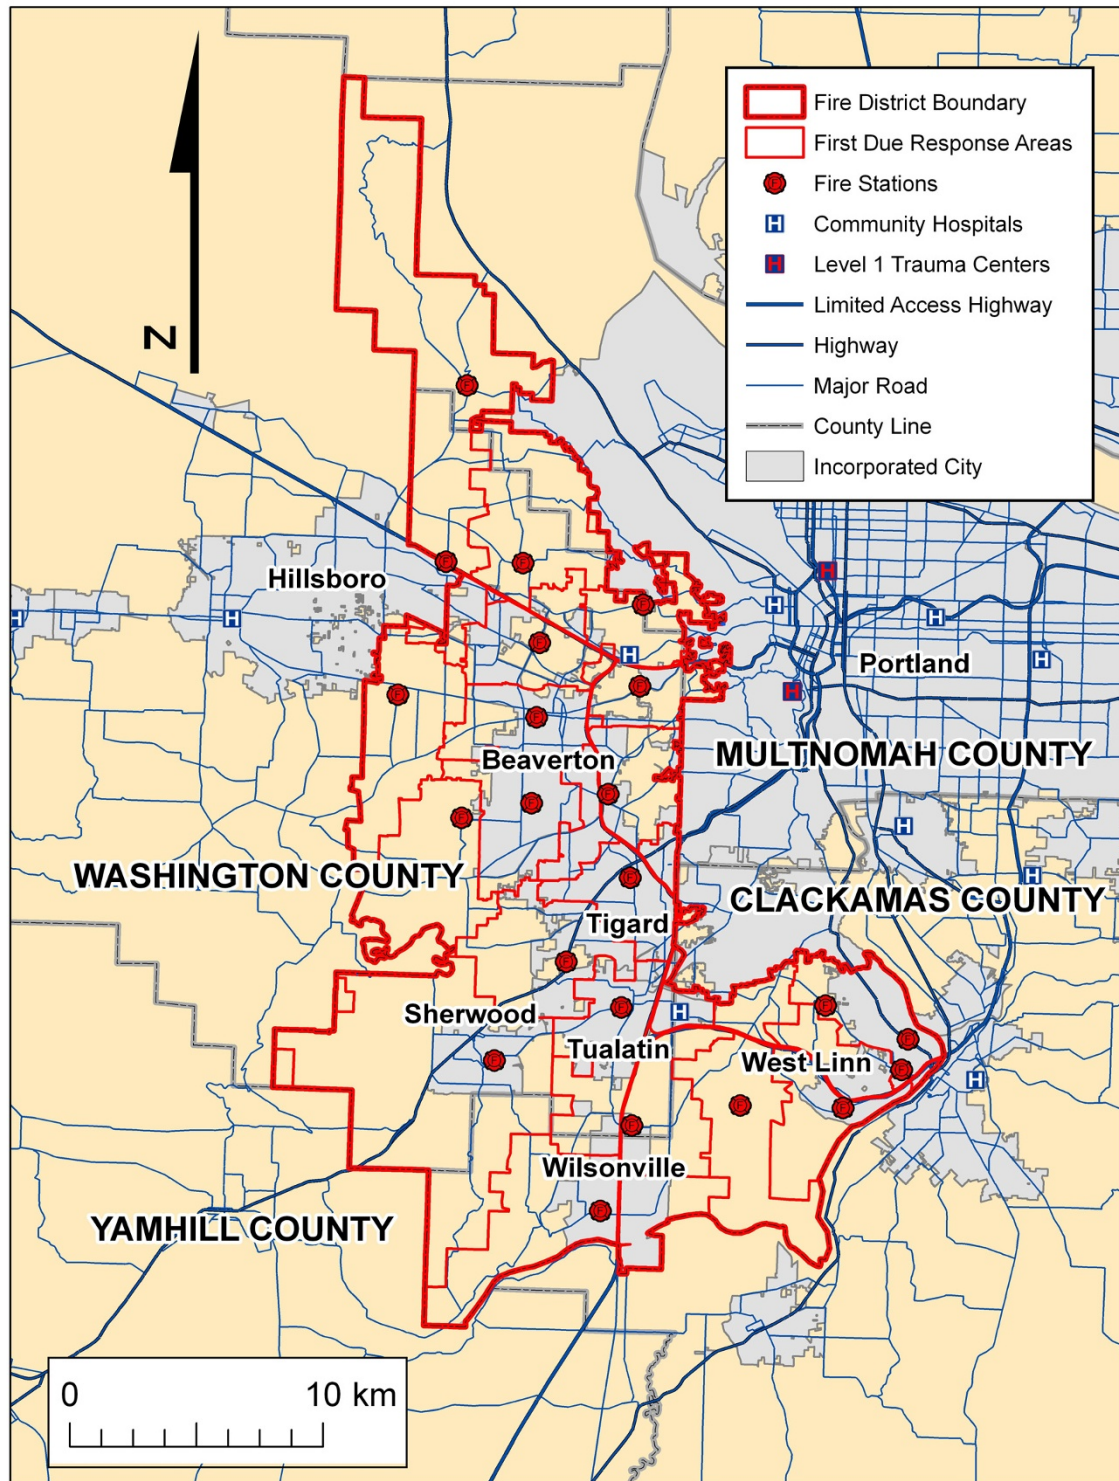 N
Fire District Boundary
First Due Response Areas
F Fire Stations
H Community Hospitals
H Level 1 Trauma Centers
Limited Access Highway
Highway
Major Road
County Line
Incorporated City
F
F
F
Hillsboro
H
F
H
H
H
H
F
H
Portland
H
F
F
H
F
MULTNOMAH COUNTY
Beaverton
F
F
F
H
WASHINGTON COUNTY
F
H
CLACKAMAS COUNTY
Tigard
F
Sherwood
F
H
F
F
Tualatin
West Linn
F
F
H
F
F
F
Wilsonville
F
YAMHILL COUNTY
0 10 km